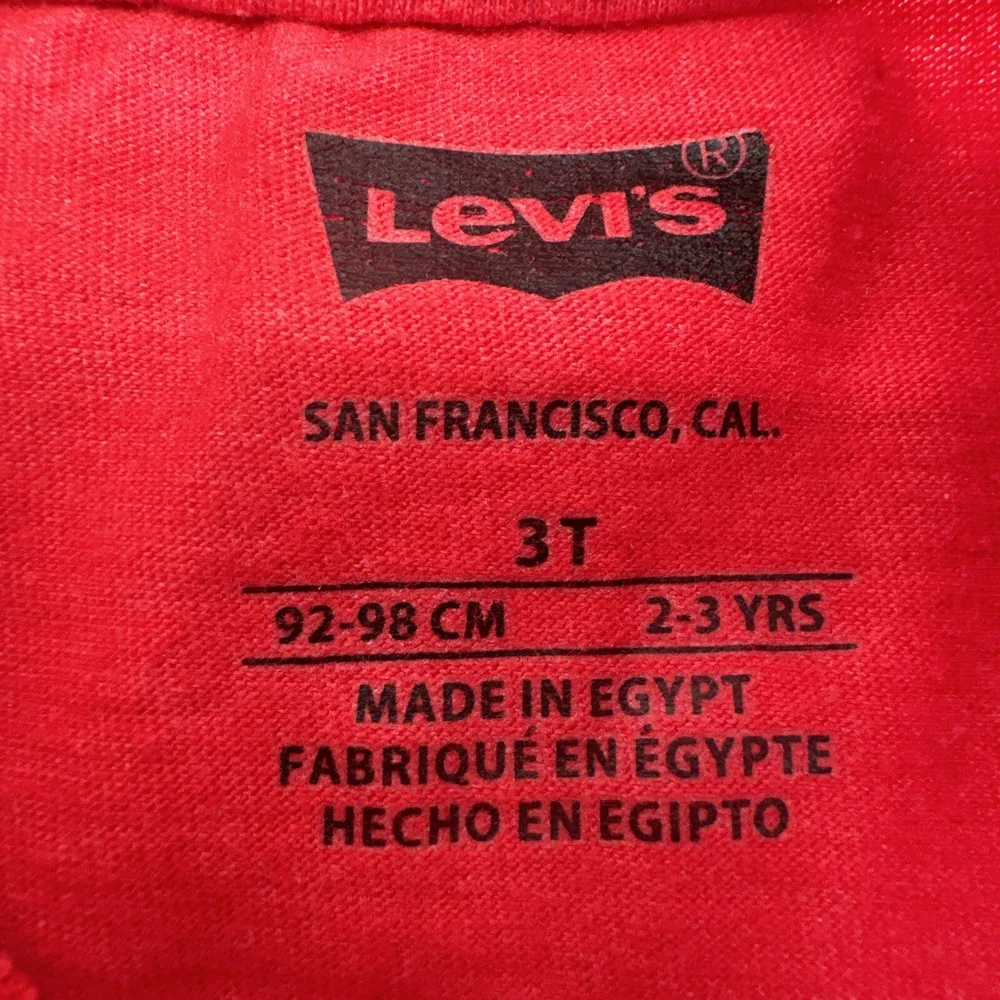 Levi's®
SAN FRANCISCO, CAL.
3T
92-98 CM 2-3 YRS
MADE IN EGYPT
FABRIQUÉ EN ÉGYPTE
HECHO EN EGIPTO